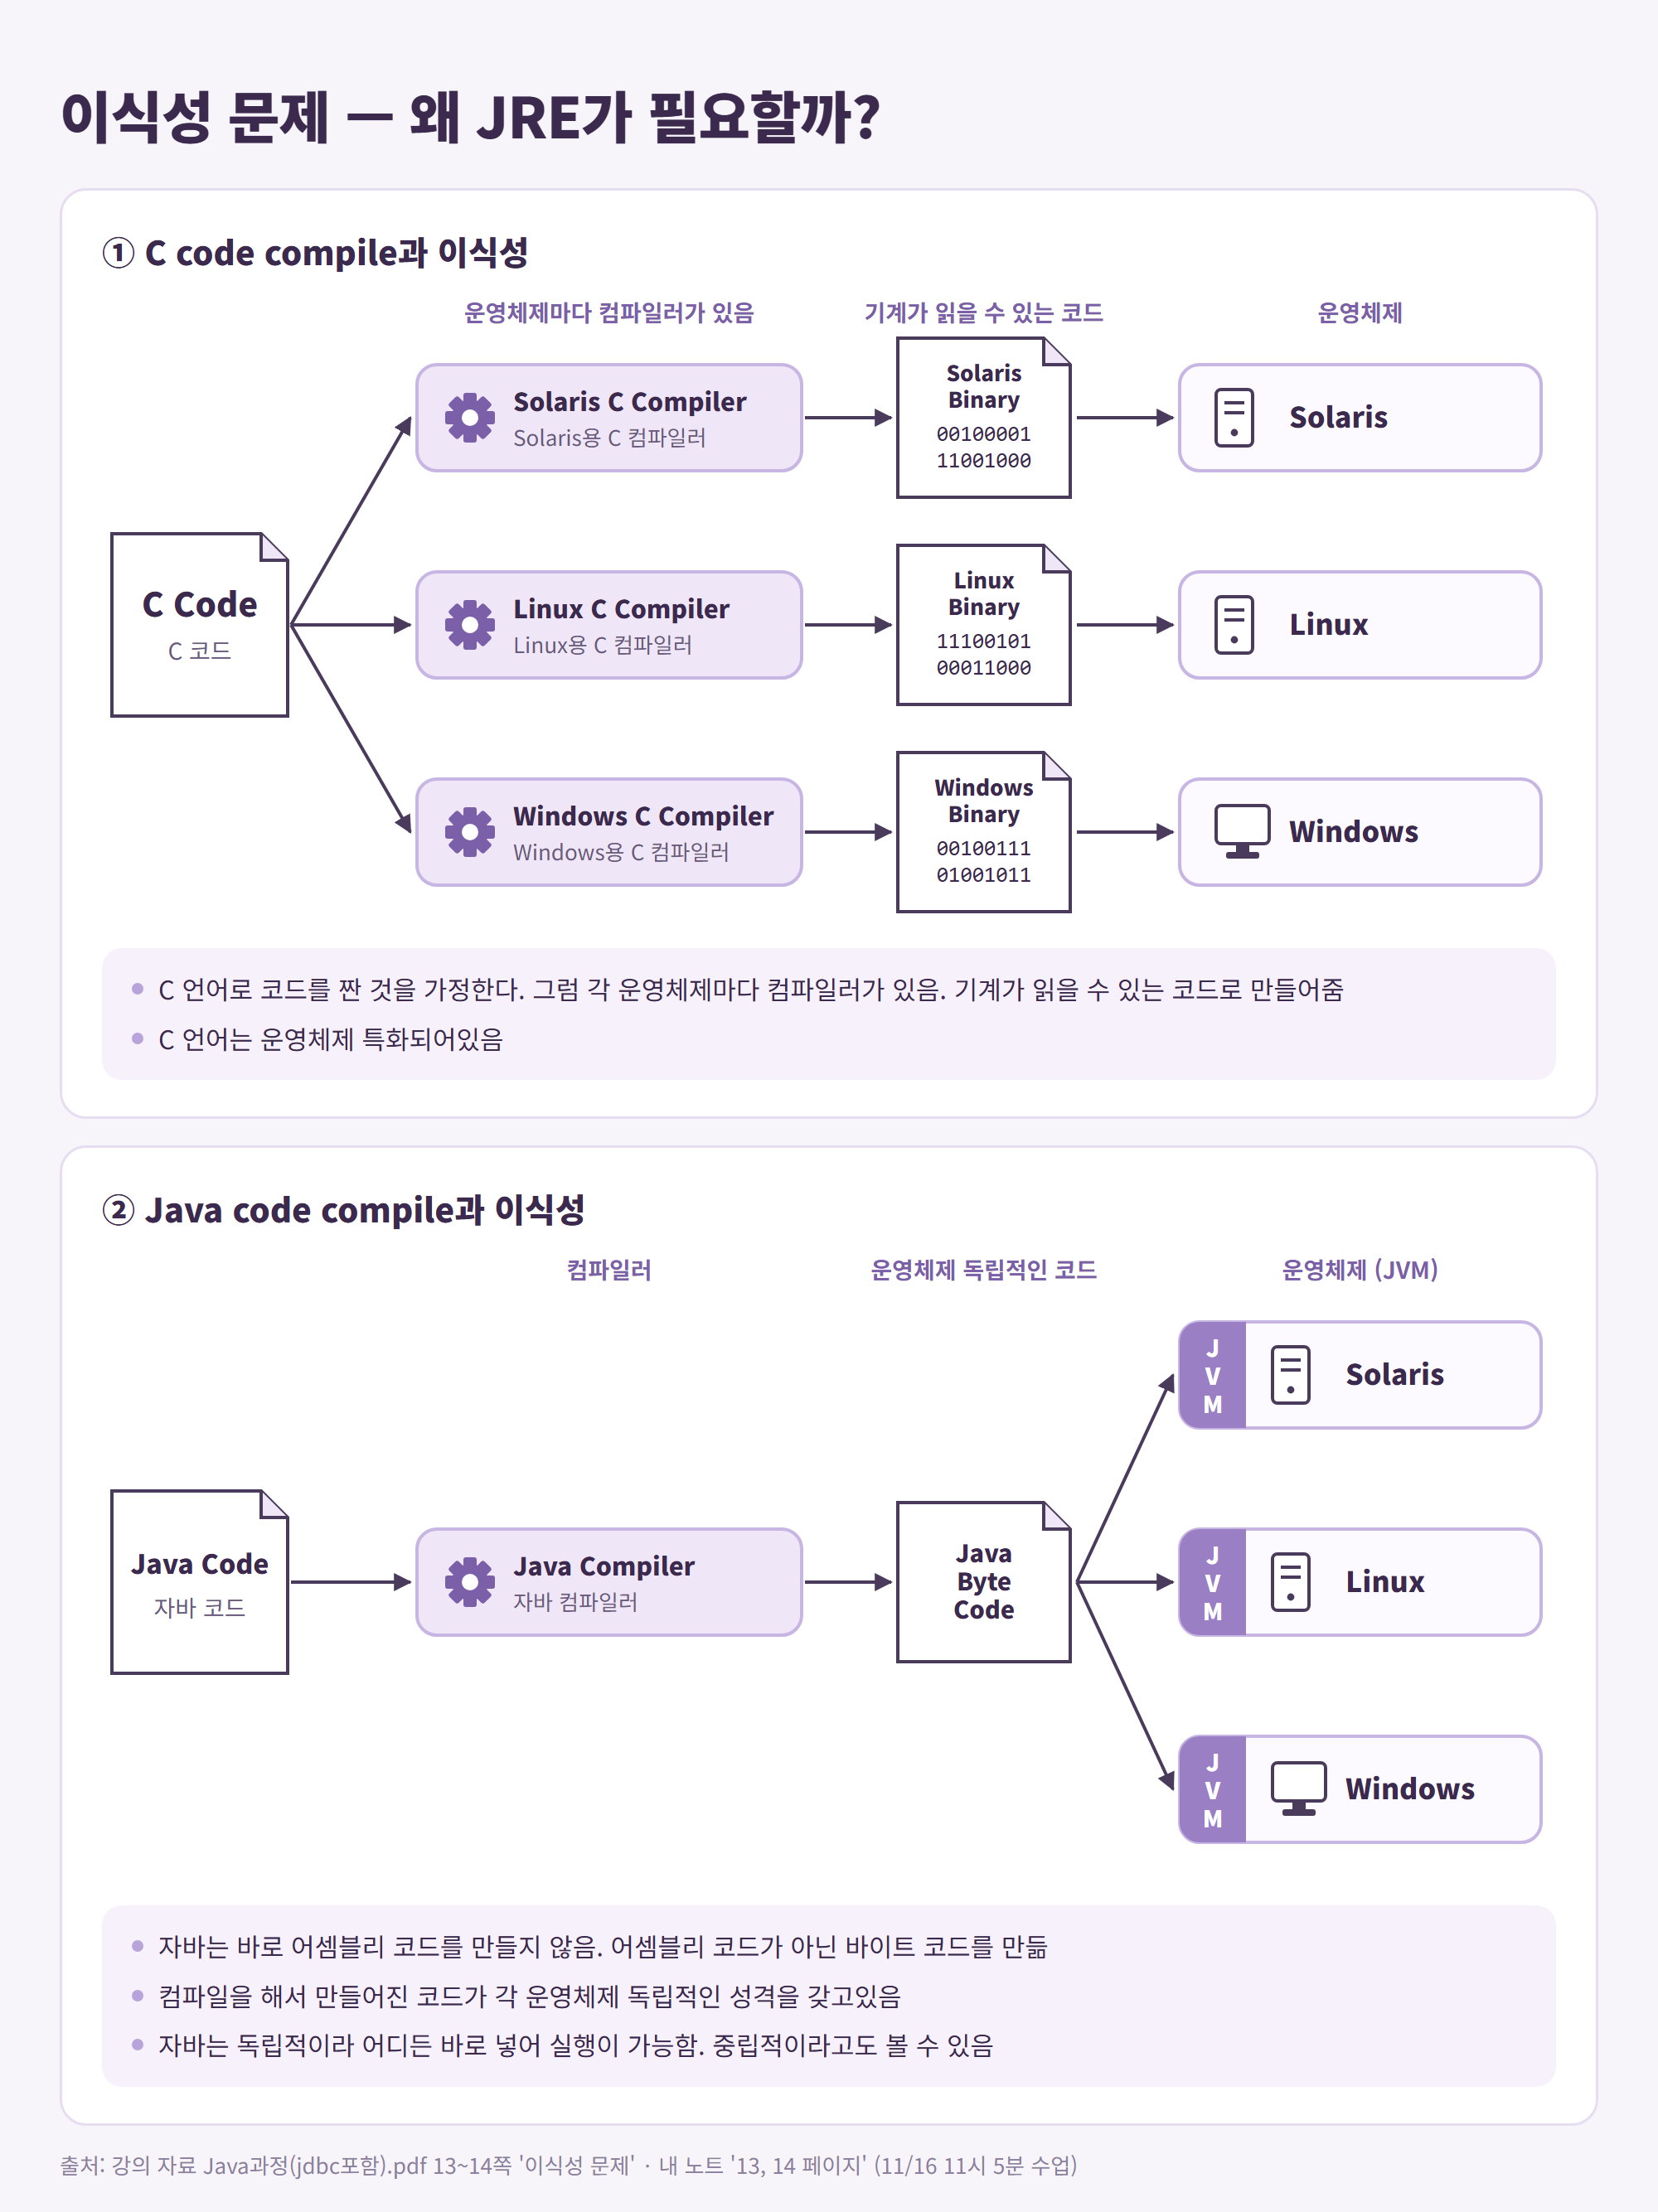 이식성 문제 — 왜 JRE가 필요할까?
① C code compile과 이식성
운영체제마다 컴파일러가 있음
기계가 읽을 수 있는 코드
운영체제
C Code
C 코드
Solaris C Compiler
Solaris용 C 컴파일러
Solaris
Binary
00100001
11001000
Solaris
Linux C Compiler
Linux용 C 컴파일러
Linux
Binary
11100101
00011000
Linux
Windows C Compiler
Windows용 C 컴파일러
Windows
Binary
00100111
01001011
Windows
C 언어로 코드를 짠 것을 가정한다. 그럼 각 운영체제마다 컴파일러가 있음. 기계가 읽을 수 있는 코드로 만들어줌
C 언어는 운영체제 특화되어있음
② Java code compile과 이식성
컴파일러
운영체제 독립적인 코드
운영체제 (JVM)
Java Code
자바 코드
Java Compiler
자바 컴파일러
Java
Byte
Code
J
V
M
Solaris
J
V
M
Linux
J
V
M
Windows
자바는 바로 어셈블리 코드를 만들지 않음. 어셈블리 코드가 아닌 바이트 코드를 만듦
컴파일을 해서 만들어진 코드가 각 운영체제 독립적인 성격을 갖고있음
자바는 독립적이라 어디든 바로 넣어 실행이 가능함. 중립적이라고도 볼 수 있음
출처: 강의 자료 Java과정(jdbc포함).pdf 13~14쪽 '이식성 문제' · 내 노트 '13, 14 페이지' (11/16 11시 5분 수업)